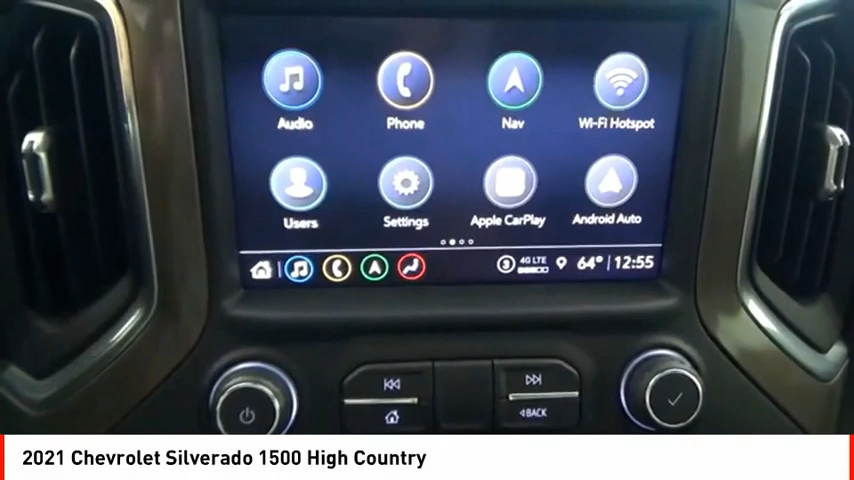 Audio Phone Nav Wi-Fi Hotspot
Users Settings Apple CarPlay Android Auto
3 4G LTE 64° 12:55
BACK
2021 Chevrolet Silverado 1500 High Country